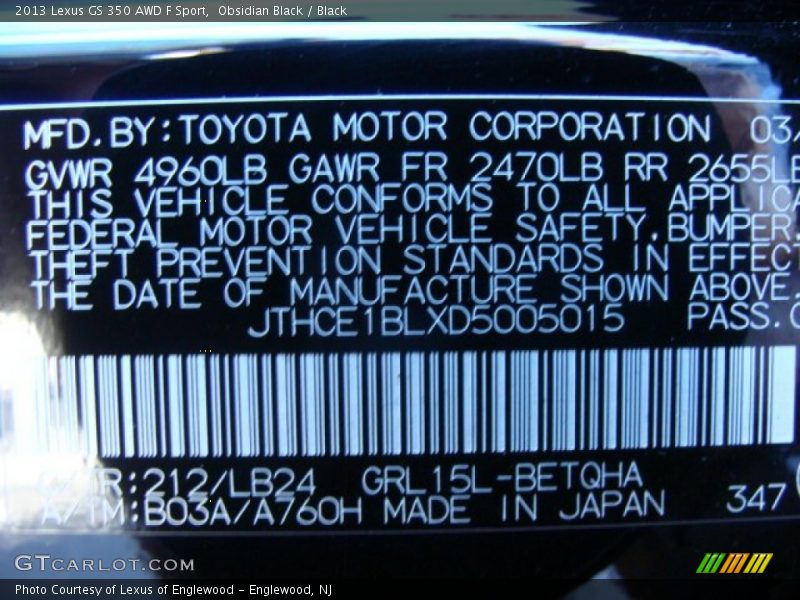 2013 Lexus GS 350 AWD F Sport,  Obsidian Black / Black
MFD.BY:TOYOTA MOTOR CORPORATION 03/
GVWR 4960LB GAWR FR 2470LB RR 2655LB
THIS VEHICLE CONFORMS TO ALL APPLICA
FEDERAL MOTOR VEHICLE SAFETY,BUMPER
THEFT PREVENTION STANDARDS IN EFFECT
THE DATE OF MANUFACTURE SHOWN ABOVE.
JTHCE1BLXD5005015 PASS.C
C/TR:212/LB24 GRL15L-BETQHA
A/TM:B03A/A760H MADE IN JAPAN 347
GTCARLOT.COM
Photo Courtesy of Lexus of Englewood – Englewood, NJ